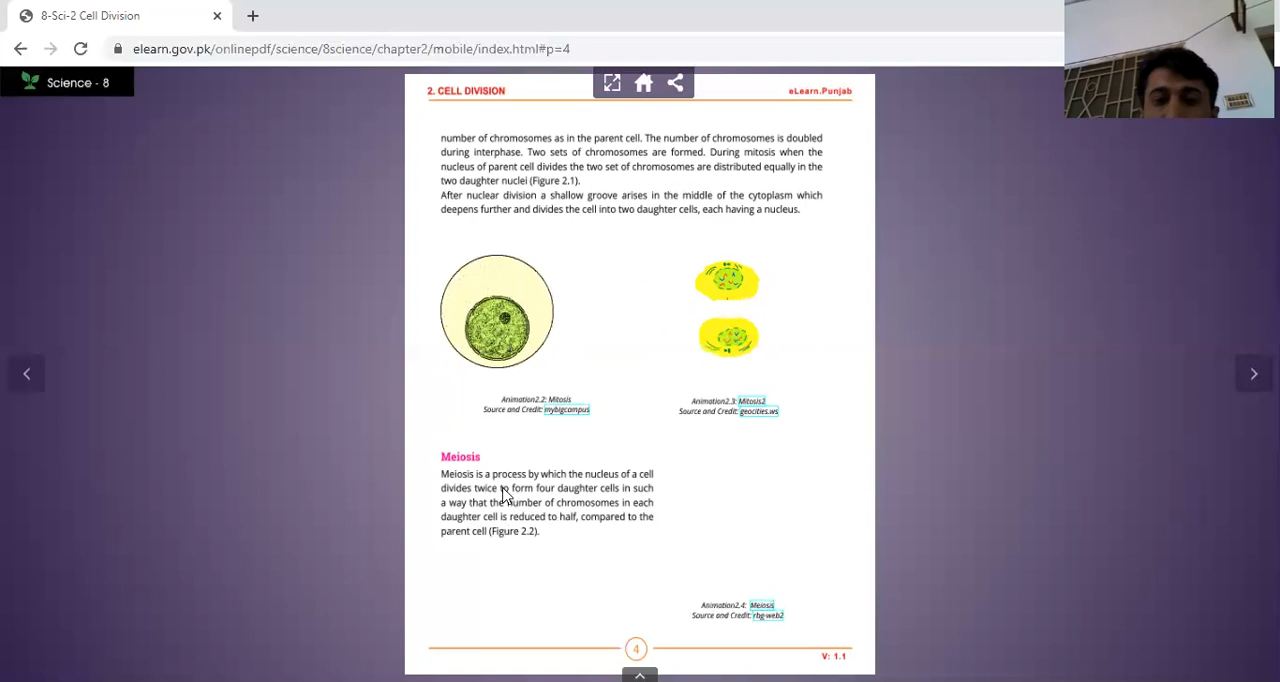 8-Sci-2 Cell Division
elearn.gov.pk/onlinepdf/science/8science/chapter2/mobile/index.html#p=4
Science - 8
2. CELL DIVISION
eLearn.Punjab
number of chromosomes as in the parent cell. The number of chromosomes is doubled
during interphase. Two sets of chromosomes are formed. During mitosis when the
nucleus of parent cell divides the two set of chromosomes are distributed equally in the
two daughter nuclei (Figure 2.1).
After nuclear division a shallow groove arises in the middle of the cytoplasm which
deepens further and divides the cell into two daughter cells, each having a nucleus.
Animation2.2: Mitosis
Source and Credit: mybigcampus
Animation2.3: Mitosis2
Source and Credit: geocities.ws
Meiosis
Meiosis is a process by which the nucleus of a cell
divides twice to form four daughter cells in such
a way that the number of chromosomes in each
daughter cell is reduced to half, compared to the
parent cell (Figure 2.2).
Animation2.4: Meiosis
Source and Credit: rbg-web2
4
V: 1.1